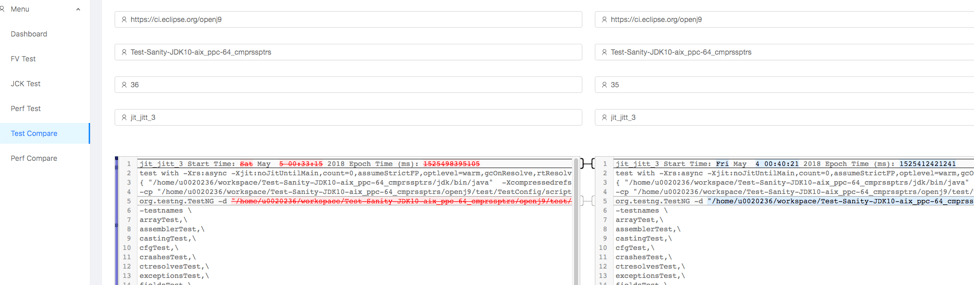 Menu
Dashboard
FV Test
JCK Test
Perf Test
Test Compare
Perf Compare
https://ci.eclipse.org/openj9
Test-Sanity-JDK10-aix_ppc-64_cmprssptrs
36
jit_jitt_3
1 jit_jitt_3 Start Time: Sat May 5 00:33:15 2018 Epoch Time (ms): 1525498395105
2 test with -Xrs:async -Xjit:noJitUntilMain,count=0,assumeStrictFP,optlevel=warm,gcOnResolve,rtResolv
3 { "/home/u0020236/workspace/Test-Sanity-JDK10-aix_ppc-64_cmprssptrs/jdk/bin/java" -Xcompressedrefs
4 -cp "/home/u0020236/workspace/Test-Sanity-JDK10-aix_ppc-64_cmprssptrs/openj9/test/TestConfig/script
5 org.testng.TestNG -d "/home/u0020236/workspace/Test-Sanity-JDK10-aix_ppc-64_cmprssptrs/openj9/test/
6 -testnames \
7 arrayTest,\
8 assemblerTest,\
9 castingTest,\
10 cfgTest,\
11 crashesTest,\
12 ctresolvesTest,\
13 exceptionsTest,\
https://ci.eclipse.org/openj9
Test-Sanity-JDK10-aix_ppc-64_cmprssptrs
35
jit_jitt_3
1 jit_jitt_3 Start Time: Fri May 4 00:40:21 2018 Epoch Time (ms): 1525412421241
2 test with -Xrs:async -Xjit:noJitUntilMain,count=0,assumeStrictFP,optlevel=warm,gcOnResolve,rtResol
3 { "/home/u0020236/workspace/Test-Sanity-JDK10-aix_ppc-64_cmprssptrs/jdk/bin/java" -Xcompressedref
4 -cp "/home/u0020236/workspace/Test-Sanity-JDK10-aix_ppc-64_cmprssptrs/openj9/test/
5 org.testng.TestNG -d "/home/u0020236/workspace/Test-Sanity-JDK10-aix_ppc-64_cmprss
6 -testnames \
7 arrayTest,\
8 assemblerTest,\
9 castingTest,\
10 cfgTest,\
11 crashesTest,\
12 ctresolvesTest,\
13 exceptionsTest,\